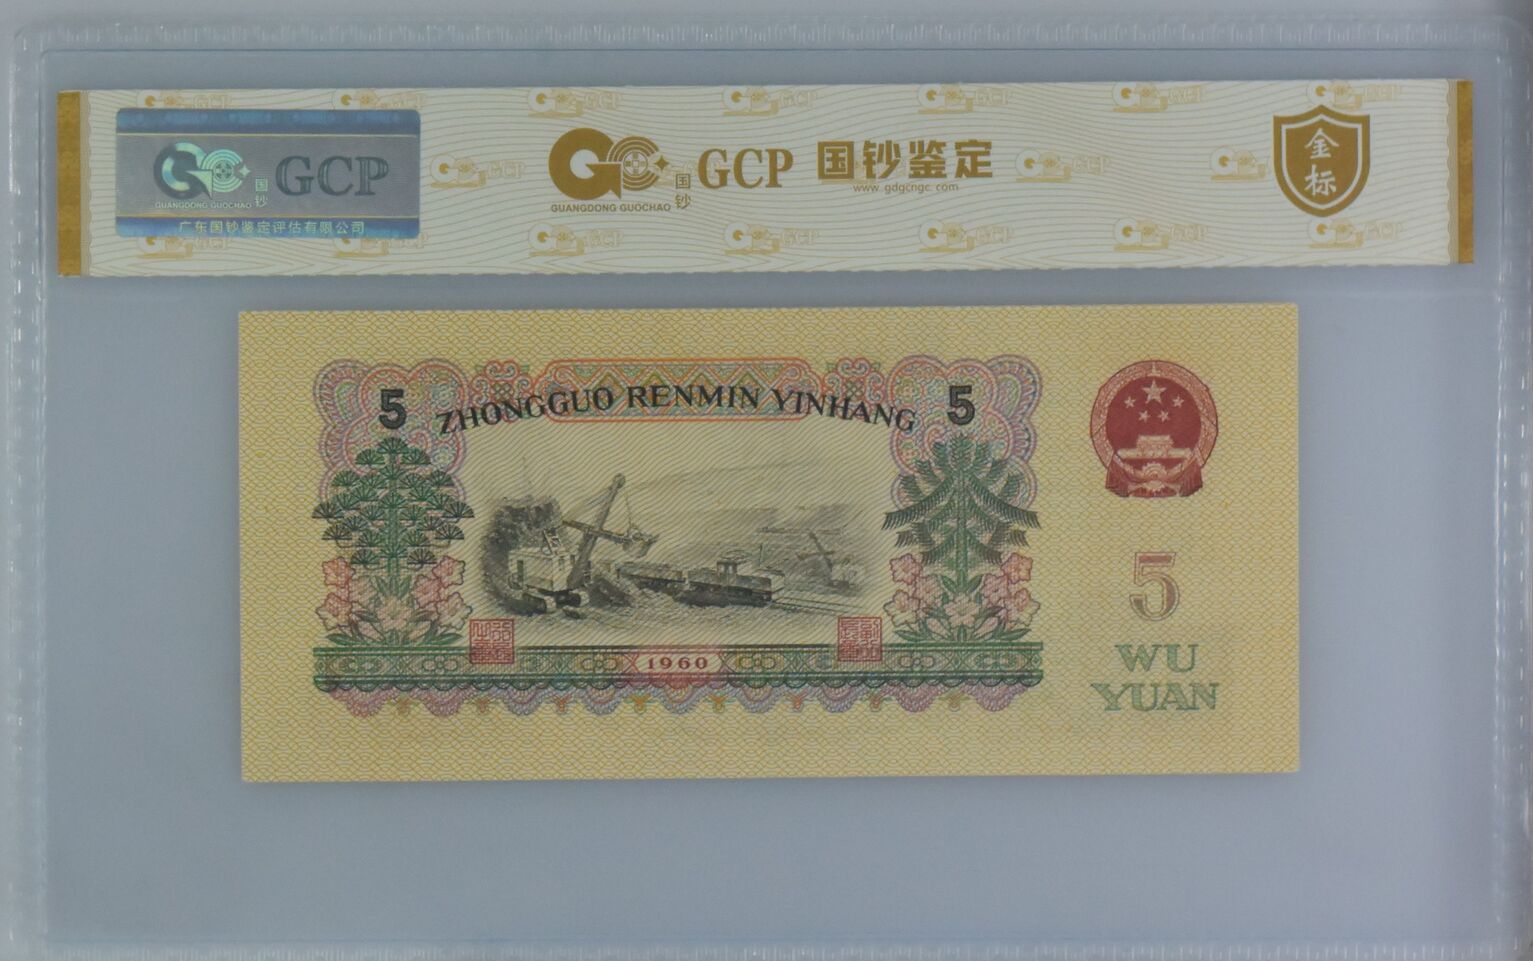 GCP
GUANGDONG GUOCHAO
国钞
广东国钞鉴定评估有限公司
GCP 国钞鉴定
www.gdgcngc.com
GUANGDONG GUOCHAO
国钞
金标
5 ZHONGGUO RENMIN YINHANG 5
1960
5
WU
YUAN